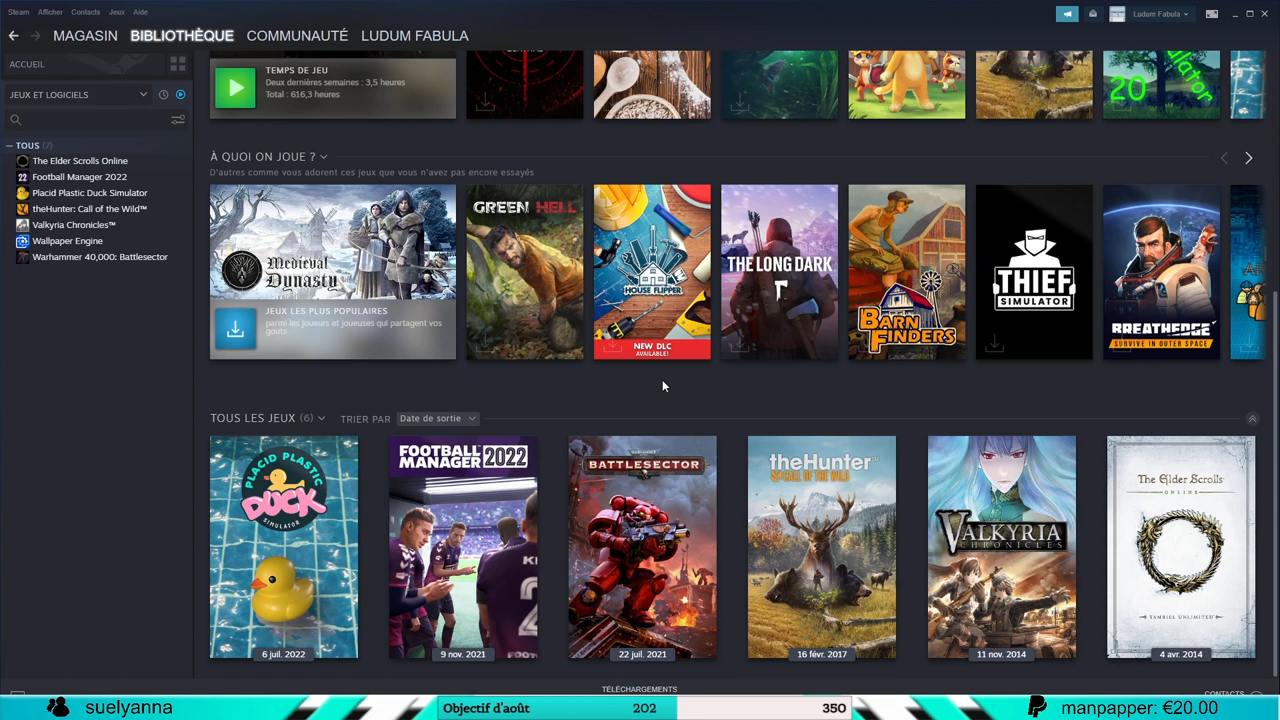 Steam Afficher Contacts Jeux Aide
Ludum Fabula
MAGASIN BIBLIOTHÈQUE COMMUNAUTÉ LUDUM FABULA
ACCUEIL
JEUX ET LOGICIELS
TOUS (7)
The Elder Scrolls Online
Football Manager 2022
Placid Plastic Duck Simulator
theHunter: Call of the Wild™
Valkyria Chronicles™
Wallpaper Engine
Warhammer 40,000: Battlesector
TEMPS DE JEU
Deux dernières semaines : 3,5 heures
Total : 616,3 heures
20
À QUOI ON JOUE ?
D'autres comme vous adorent ces jeux que vous n'avez pas encore essayés
Medieval
Dynasty
JEUX LES PLUS POPULAIRES
parmi les joueurs et joueuses qui partagent vos
goûts
GREEN HELL
HOUSE FLIPPER
NEW DLC
AVAILABLE!
THE LONG DARK
BARN
FINDERS
THIEF
SIMULATOR
BREATHEDGE
SURVIVE IN OUTER SPACE
TOUS LES JEUX (6)
TRIER PAR Date de sortie
PLACID PLASTIC
DUCK
SIMULATOR
6 juil. 2022
FOOTBALL
MANAGER 2022
9 nov. 2021
BATTLESECTOR
22 juil. 2021
theHunter
CALL OF THE WILD
16 févr. 2017
VALKYRIA
CHRONICLES
11 nov. 2014
The Elder Scrolls
ONLINE
TAMRIEL UNLIMITED
4 avr. 2014
TÉLÉCHARGEMENTS
suelyanna
Objectif d'août 202 350
manpapper: €20.00